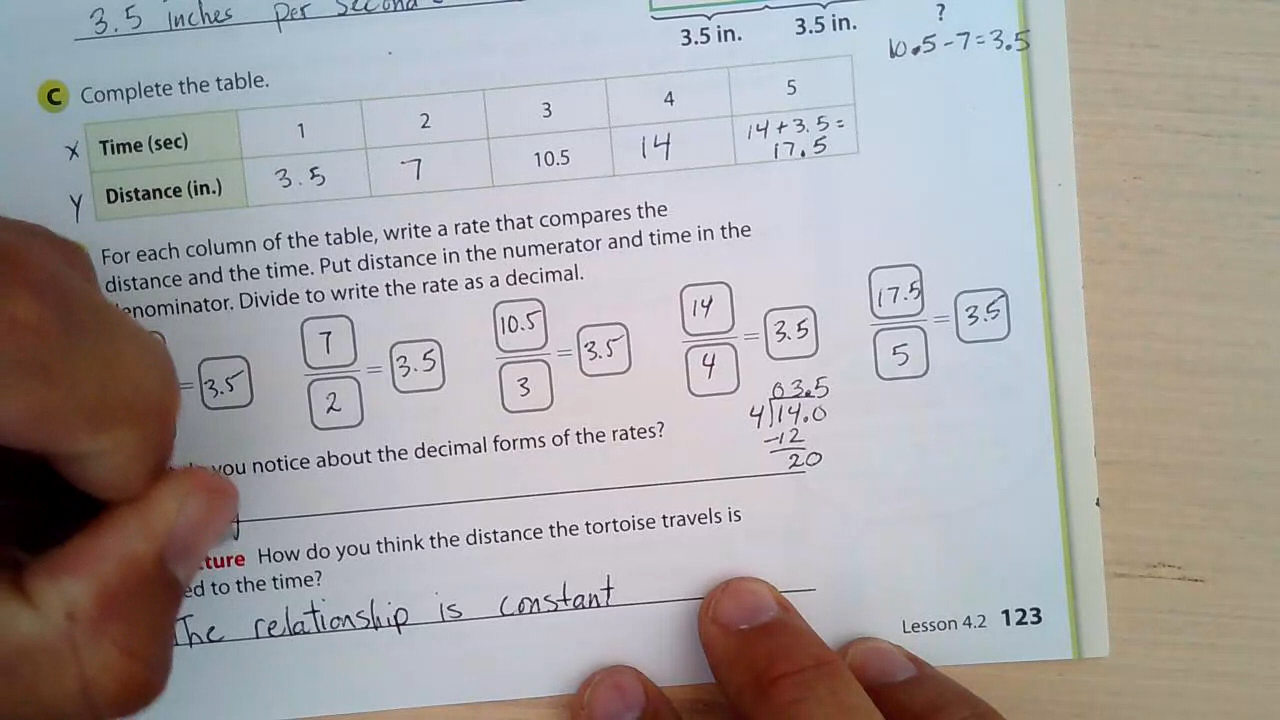 3.5 inches per second
3.5 in. 3.5 in.
?
10.5 - 7 = 3.5
C Complete the table.
X Time (sec) 1 2 3 4 5
Y Distance (in.) 3.5 7 10.5 14 14 + 3.5 = 17.5
For each column of the table, write a rate that compares the
distance and the time. Put distance in the numerator and time in the
enominator. Divide to write the rate as a decimal.
= 3.5 7/2 = 3.5 10.5/3 = 3.5 14/4 = 3.5 17.5/5 = 3.5
03.5
4)14.0
-12
20
you notice about the decimal forms of the rates?
ture How do you think the distance the tortoise travels is
ed to the time?
The relationship is constant
Lesson 4.2 123